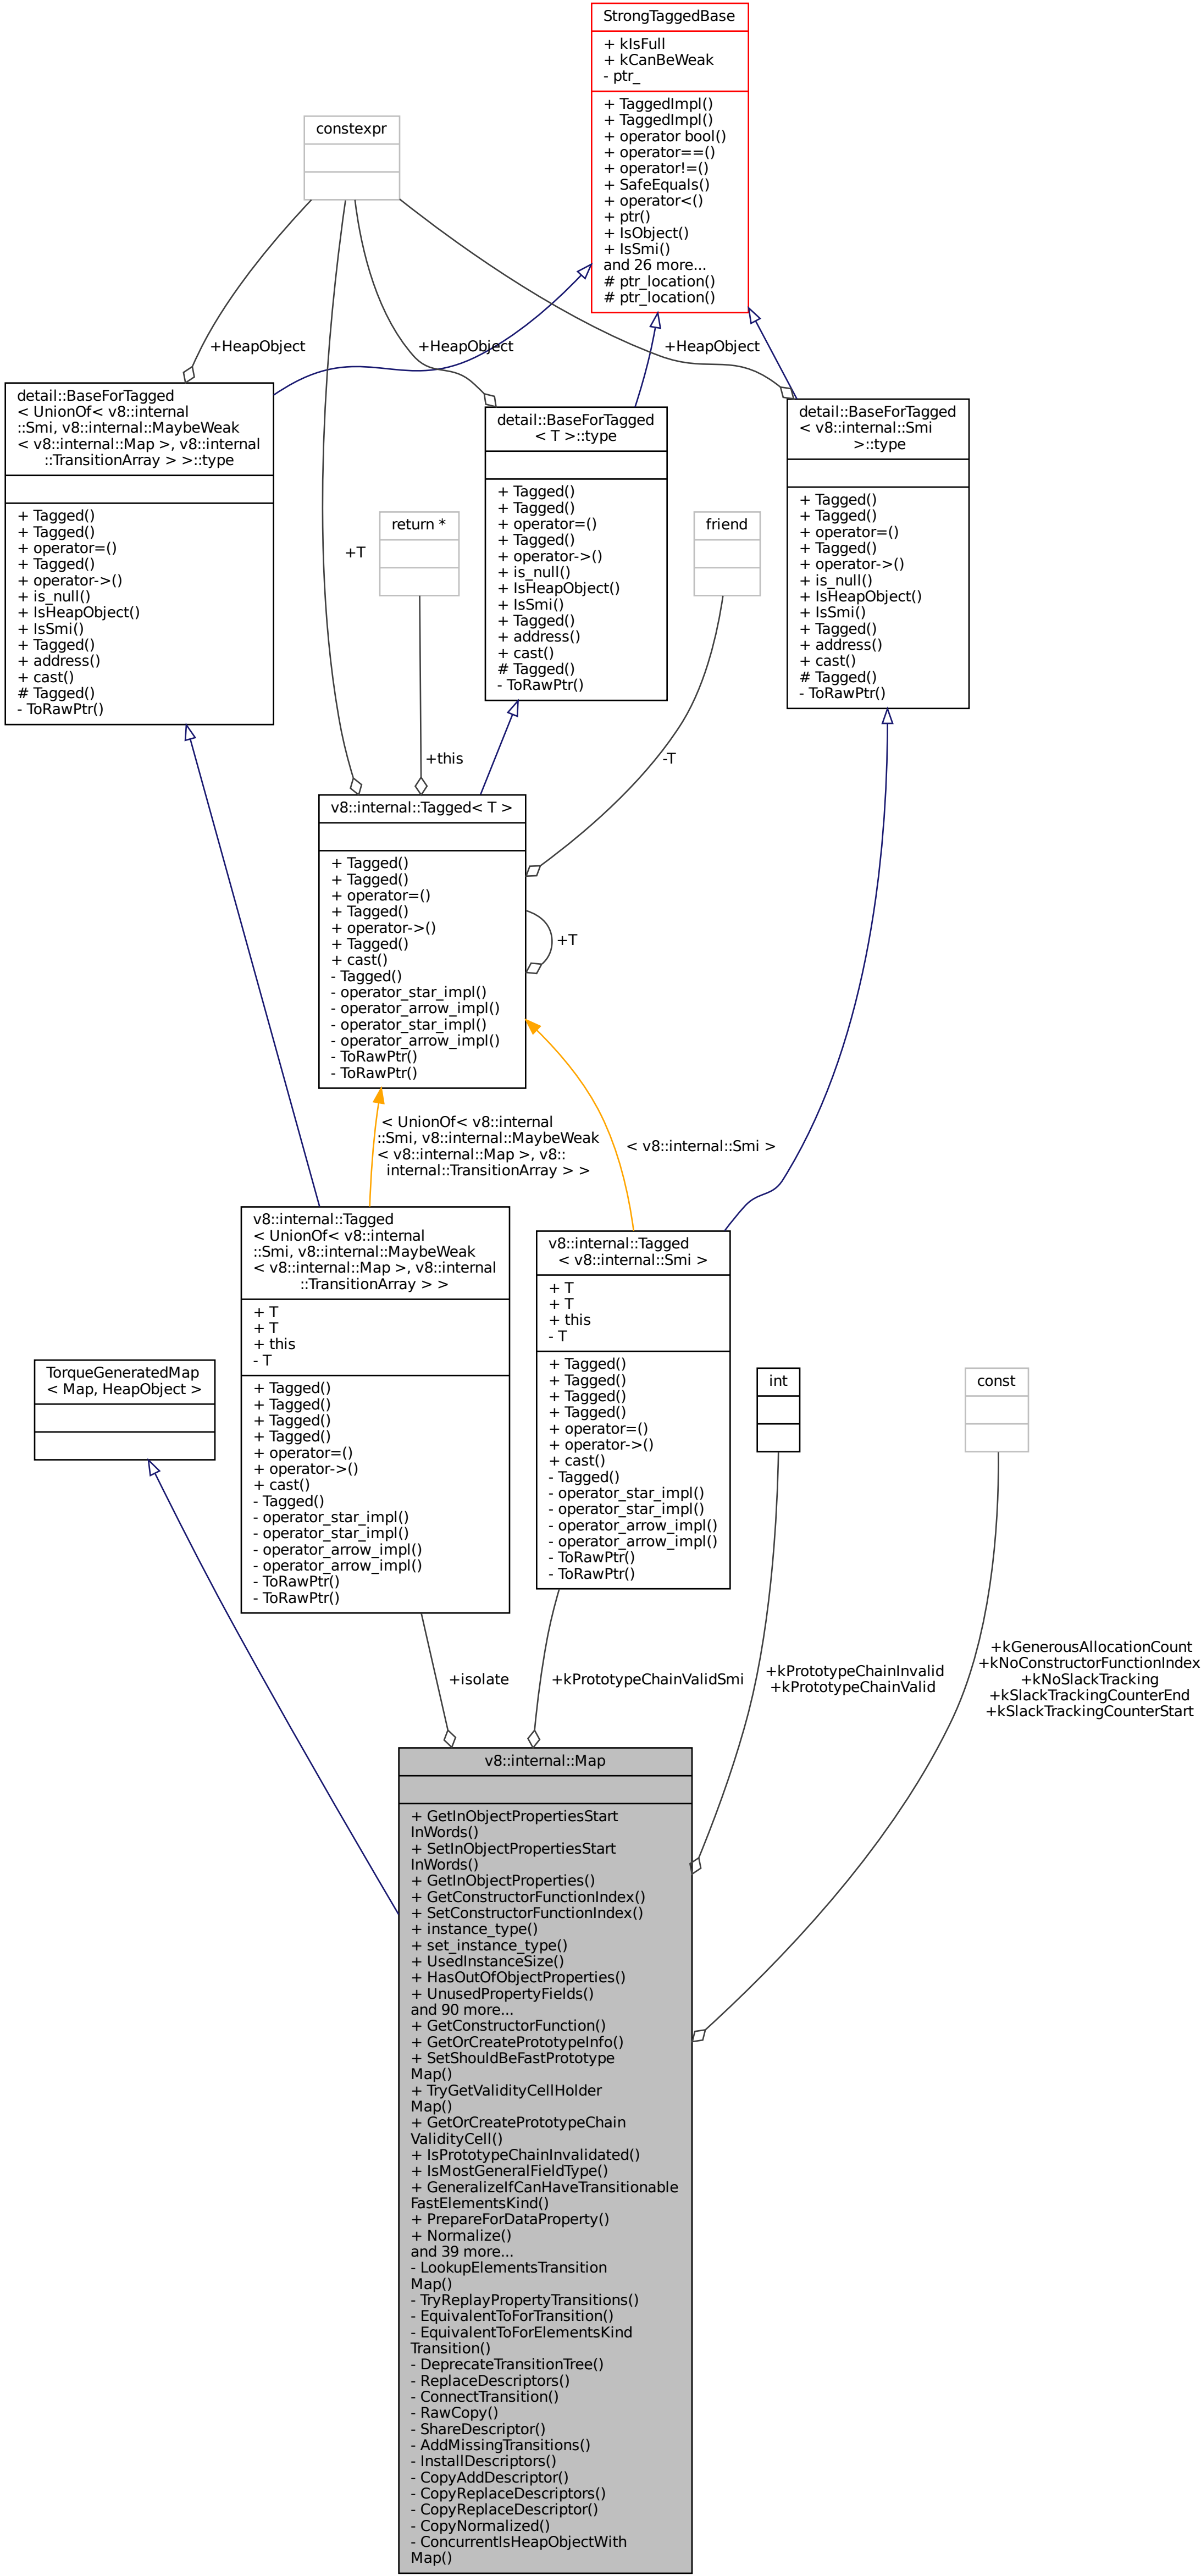 StrongTaggedBase
+ kIsFull
+ kCanBeWeak
- ptr_
+ TaggedImpl()
+ TaggedImpl()
+ operator bool()
+ operator==()
+ operator!=()
+ SafeEquals()
+ operator<()
+ ptr()
+ IsObject()
+ IsSmi()
and 26 more...
# ptr_location()
# ptr_location()
constexpr
+HeapObject
+HeapObject
+HeapObject
detail::BaseForTagged
< UnionOf< v8::internal
::Smi, v8::internal::MaybeWeak
< v8::internal::Map >, v8::internal
::TransitionArray > >::type
+ Tagged()
+ Tagged()
+ operator=()
+ Tagged()
+ operator->()
+ is_null()
+ IsHeapObject()
+ IsSmi()
+ Tagged()
+ address()
+ cast()
# Tagged()
- ToRawPtr()
detail::BaseForTagged
< T >::type
+ Tagged()
+ Tagged()
+ operator=()
+ Tagged()
+ operator->()
+ is_null()
+ IsHeapObject()
+ IsSmi()
+ Tagged()
+ address()
+ cast()
# Tagged()
- ToRawPtr()
detail::BaseForTagged
< v8::internal::Smi
>::type
+ Tagged()
+ Tagged()
+ operator=()
+ Tagged()
+ operator->()
+ is_null()
+ IsHeapObject()
+ IsSmi()
+ Tagged()
+ address()
+ cast()
# Tagged()
- ToRawPtr()
+T
return *
friend
+this
-T
v8::internal::Tagged< T >
+ Tagged()
+ Tagged()
+ operator=()
+ Tagged()
+ operator->()
+ Tagged()
+ cast()
- Tagged()
- operator_star_impl()
- operator_arrow_impl()
- operator_star_impl()
- operator_arrow_impl()
- ToRawPtr()
- ToRawPtr()
+T
< UnionOf< v8::internal
::Smi, v8::internal::MaybeWeak
< v8::internal::Map >, v8::
internal::TransitionArray > >
< v8::internal::Smi >
v8::internal::Tagged
< UnionOf< v8::internal
::Smi, v8::internal::MaybeWeak
< v8::internal::Map >, v8::internal
::TransitionArray > >
+ T
+ T
+ this
- T
+ Tagged()
+ Tagged()
+ Tagged()
+ Tagged()
+ operator=()
+ operator->()
+ cast()
- Tagged()
- operator_star_impl()
- operator_star_impl()
- operator_arrow_impl()
- operator_arrow_impl()
- ToRawPtr()
- ToRawPtr()
v8::internal::Tagged
< v8::internal::Smi >
+ T
+ T
+ this
- T
+ Tagged()
+ Tagged()
+ Tagged()
+ Tagged()
+ operator=()
+ operator->()
+ cast()
- Tagged()
- operator_star_impl()
- operator_star_impl()
- operator_arrow_impl()
- operator_arrow_impl()
- ToRawPtr()
- ToRawPtr()
TorqueGeneratedMap
< Map, HeapObject >
int
const
+isolate
+kPrototypeChainValidSmi
+kPrototypeChainInvalid
+kPrototypeChainValid
+kGenerousAllocationCount
+kNoConstructorFunctionIndex
+kNoSlackTracking
+kSlackTrackingCounterEnd
+kSlackTrackingCounterStart
v8::internal::Map
+ GetInObjectPropertiesStart
InWords()
+ SetInObjectPropertiesStart
InWords()
+ GetInObjectProperties()
+ GetConstructorFunctionIndex()
+ SetConstructorFunctionIndex()
+ instance_type()
+ set_instance_type()
+ UsedInstanceSize()
+ HasOutOfObjectProperties()
+ UnusedPropertyFields()
and 90 more...
+ GetConstructorFunction()
+ GetOrCreatePrototypeInfo()
+ SetShouldBeFastPrototype
Map()
+ TryGetValidityCellHolder
Map()
+ GetOrCreatePrototypeChain
ValidityCell()
+ IsPrototypeChainInvalidated()
+ IsMostGeneralFieldType()
+ GeneralizeIfCanHaveTransitionable
FastElementsKind()
+ PrepareForDataProperty()
+ Normalize()
and 39 more...
- LookupElementsTransition
Map()
- TryReplayPropertyTransitions()
- EquivalentToForTransition()
- EquivalentToForElementsKind
Transition()
- DeprecateTransitionTree()
- ReplaceDescriptors()
- ConnectTransition()
- RawCopy()
- ShareDescriptor()
- AddMissingTransitions()
- InstallDescriptors()
- CopyAddDescriptor()
- CopyReplaceDescriptors()
- CopyReplaceDescriptor()
- CopyNormalized()
- ConcurrentIsHeapObjectWith
Map()